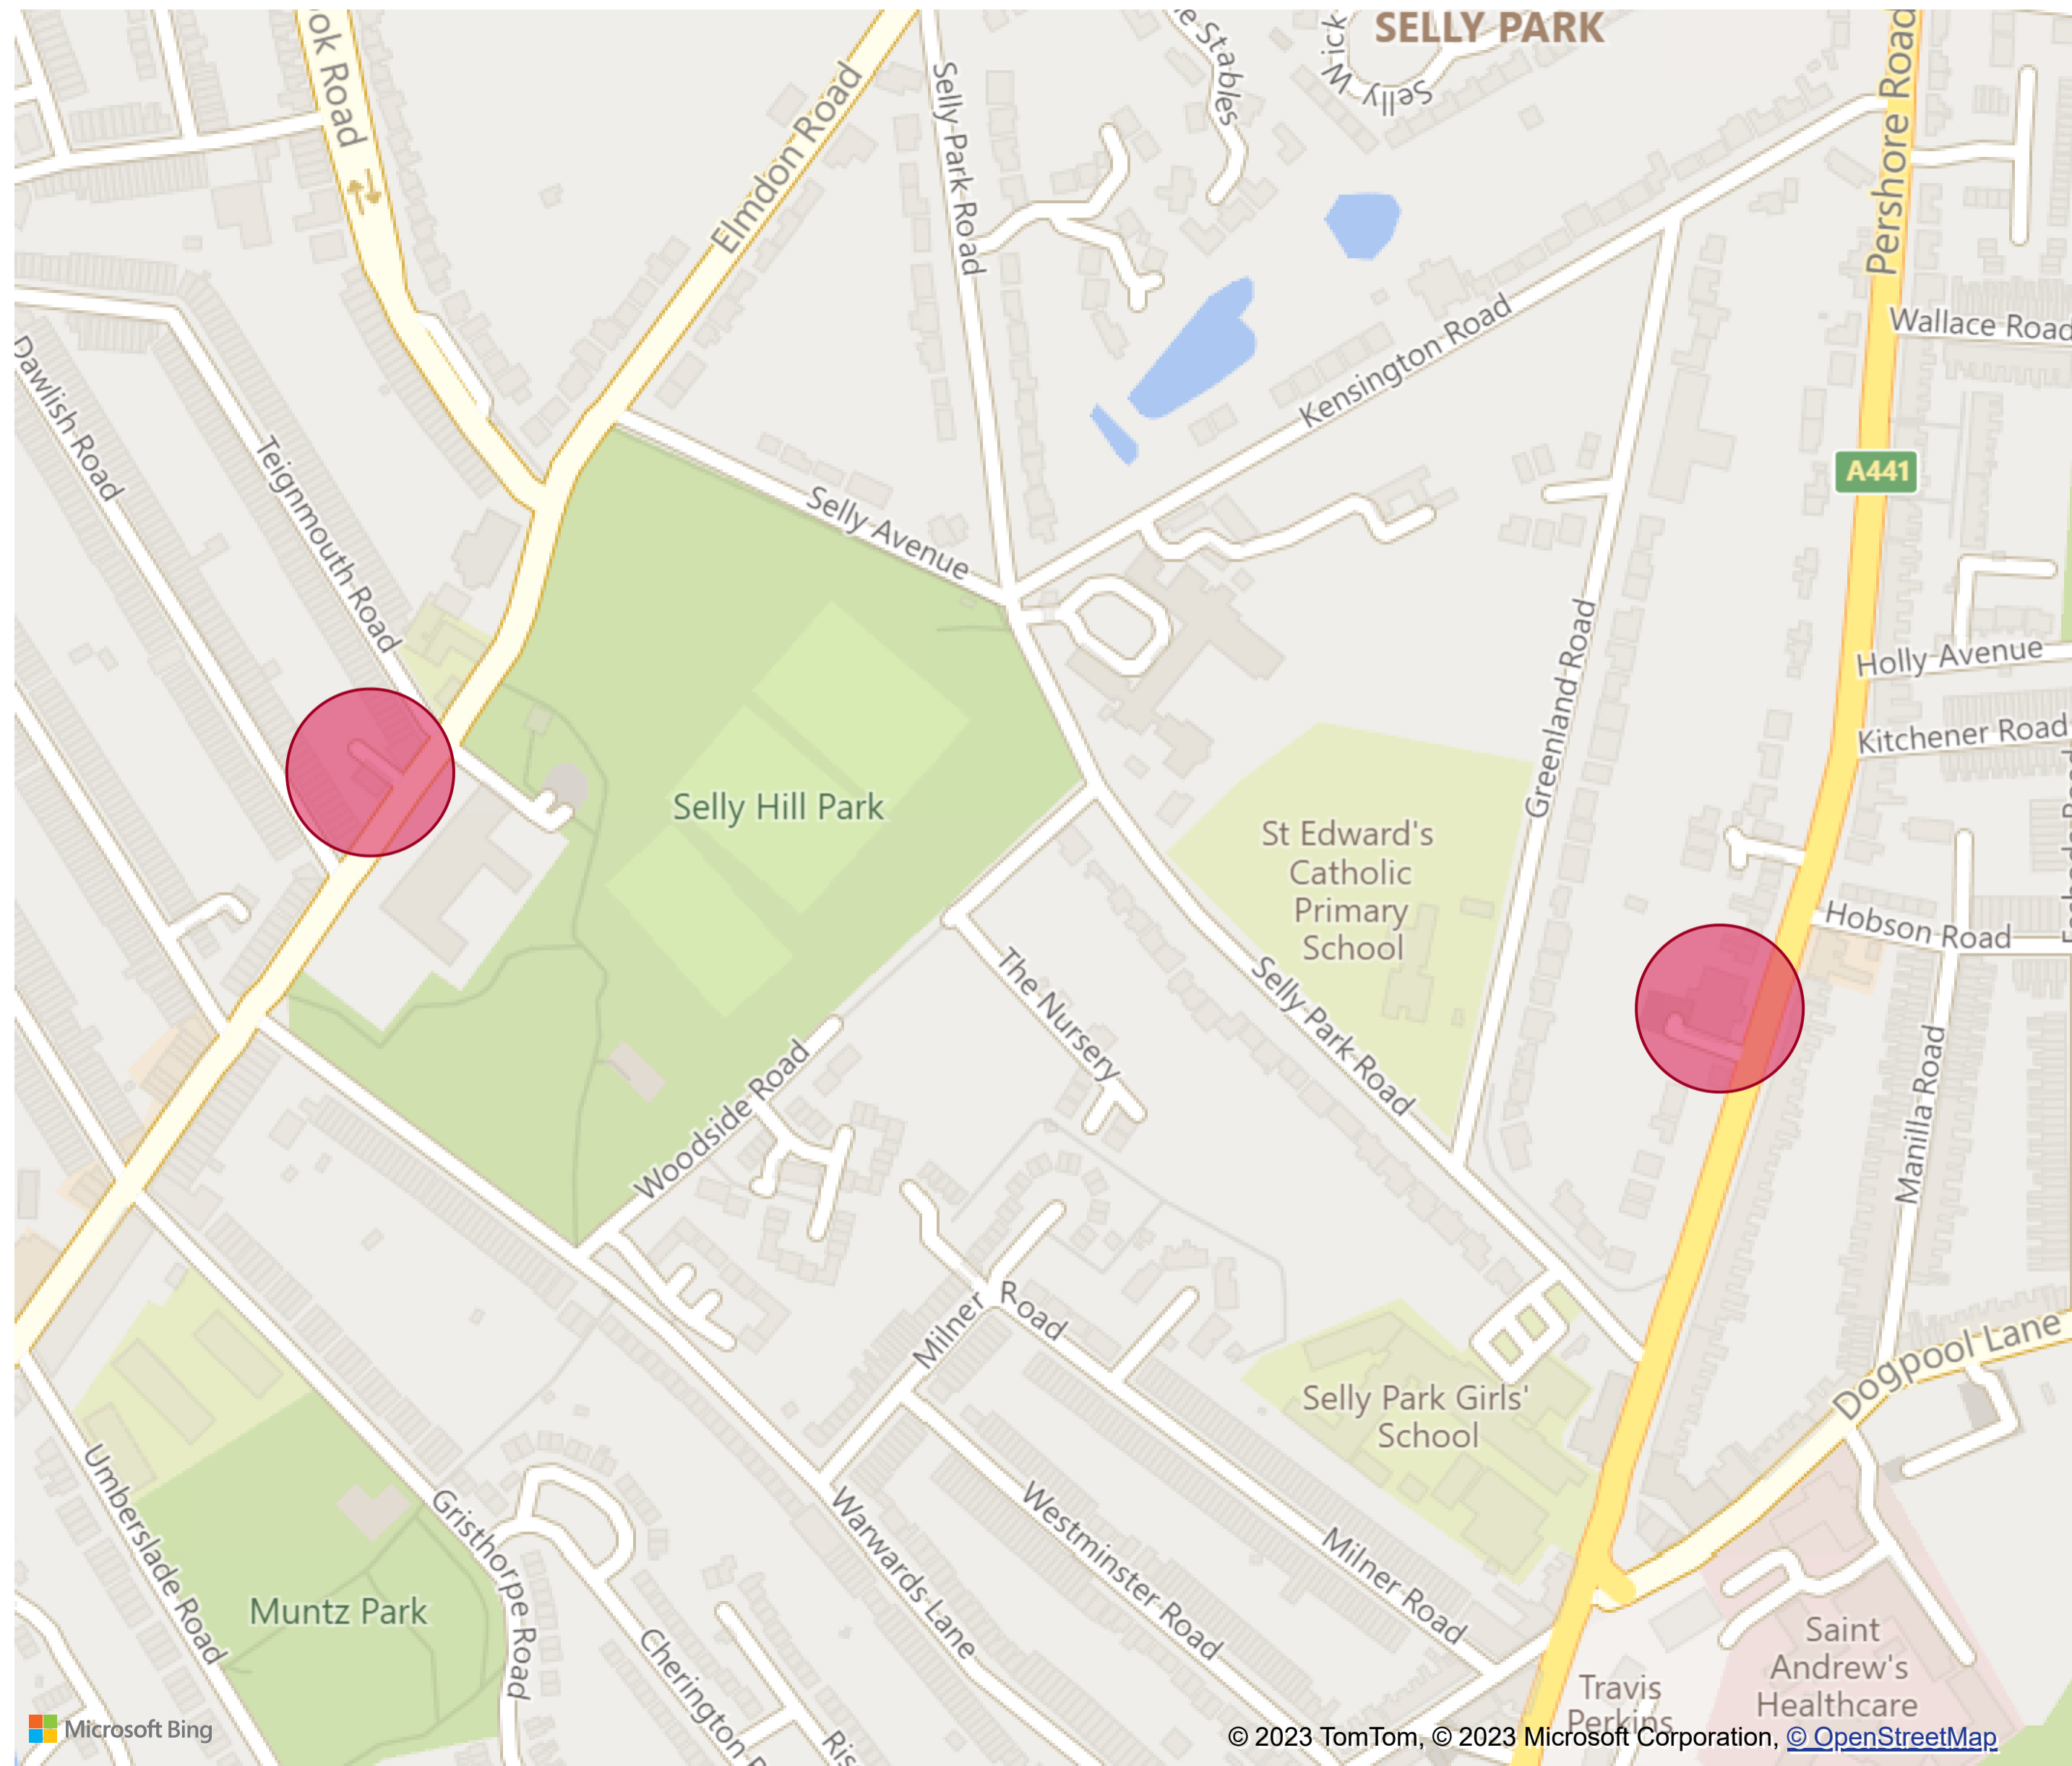 ok Road
Elmdon Road
Selly Park Road
e Stables
Selly Wick
SELLY PARK
Pershore Road
Wallace Road
A441
Kensington Road
Dawlish Road
Teignmouth Road
Selly Avenue
Greenland Road
Holly Avenue
Kitchener Road
Selly Hill Park
St Edward's
Catholic
Primary
School
Hobson Road
The Nursery
Selly Park Road
Manilla Road
Woodside Road
Milner Road
Dogpool Lane
Selly Park Girls'
School
Umberslade Road
Gristhorpe Road
Warwards Lane
Westminster Road
Milner Road
Muntz Park
Cherington R
Ris
Saint
Andrew's
Healthcare
Travis
Perkins
Microsoft Bing
© 2023 TomTom, © 2023 Microsoft Corporation, © OpenStreetMap